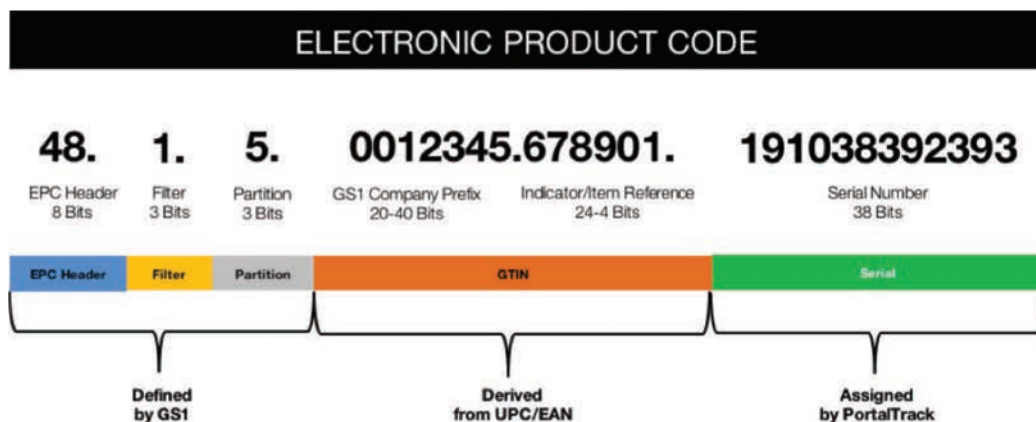 ELECTRONIC PRODUCT CODE
48. 1. 5. 0012345.678901. 191038392393
EPC Header Filter Partition GS1 Company Prefix Indicator/Item Reference Serial Number
8 Bits 3 Bits 3 Bits 20-40 Bits 24-4 Bits 38 Bits
EPC Header Filter Partition GTIN Serial
Defined Derived Assigned
by GS1 from UPC/EAN by PortalTrack